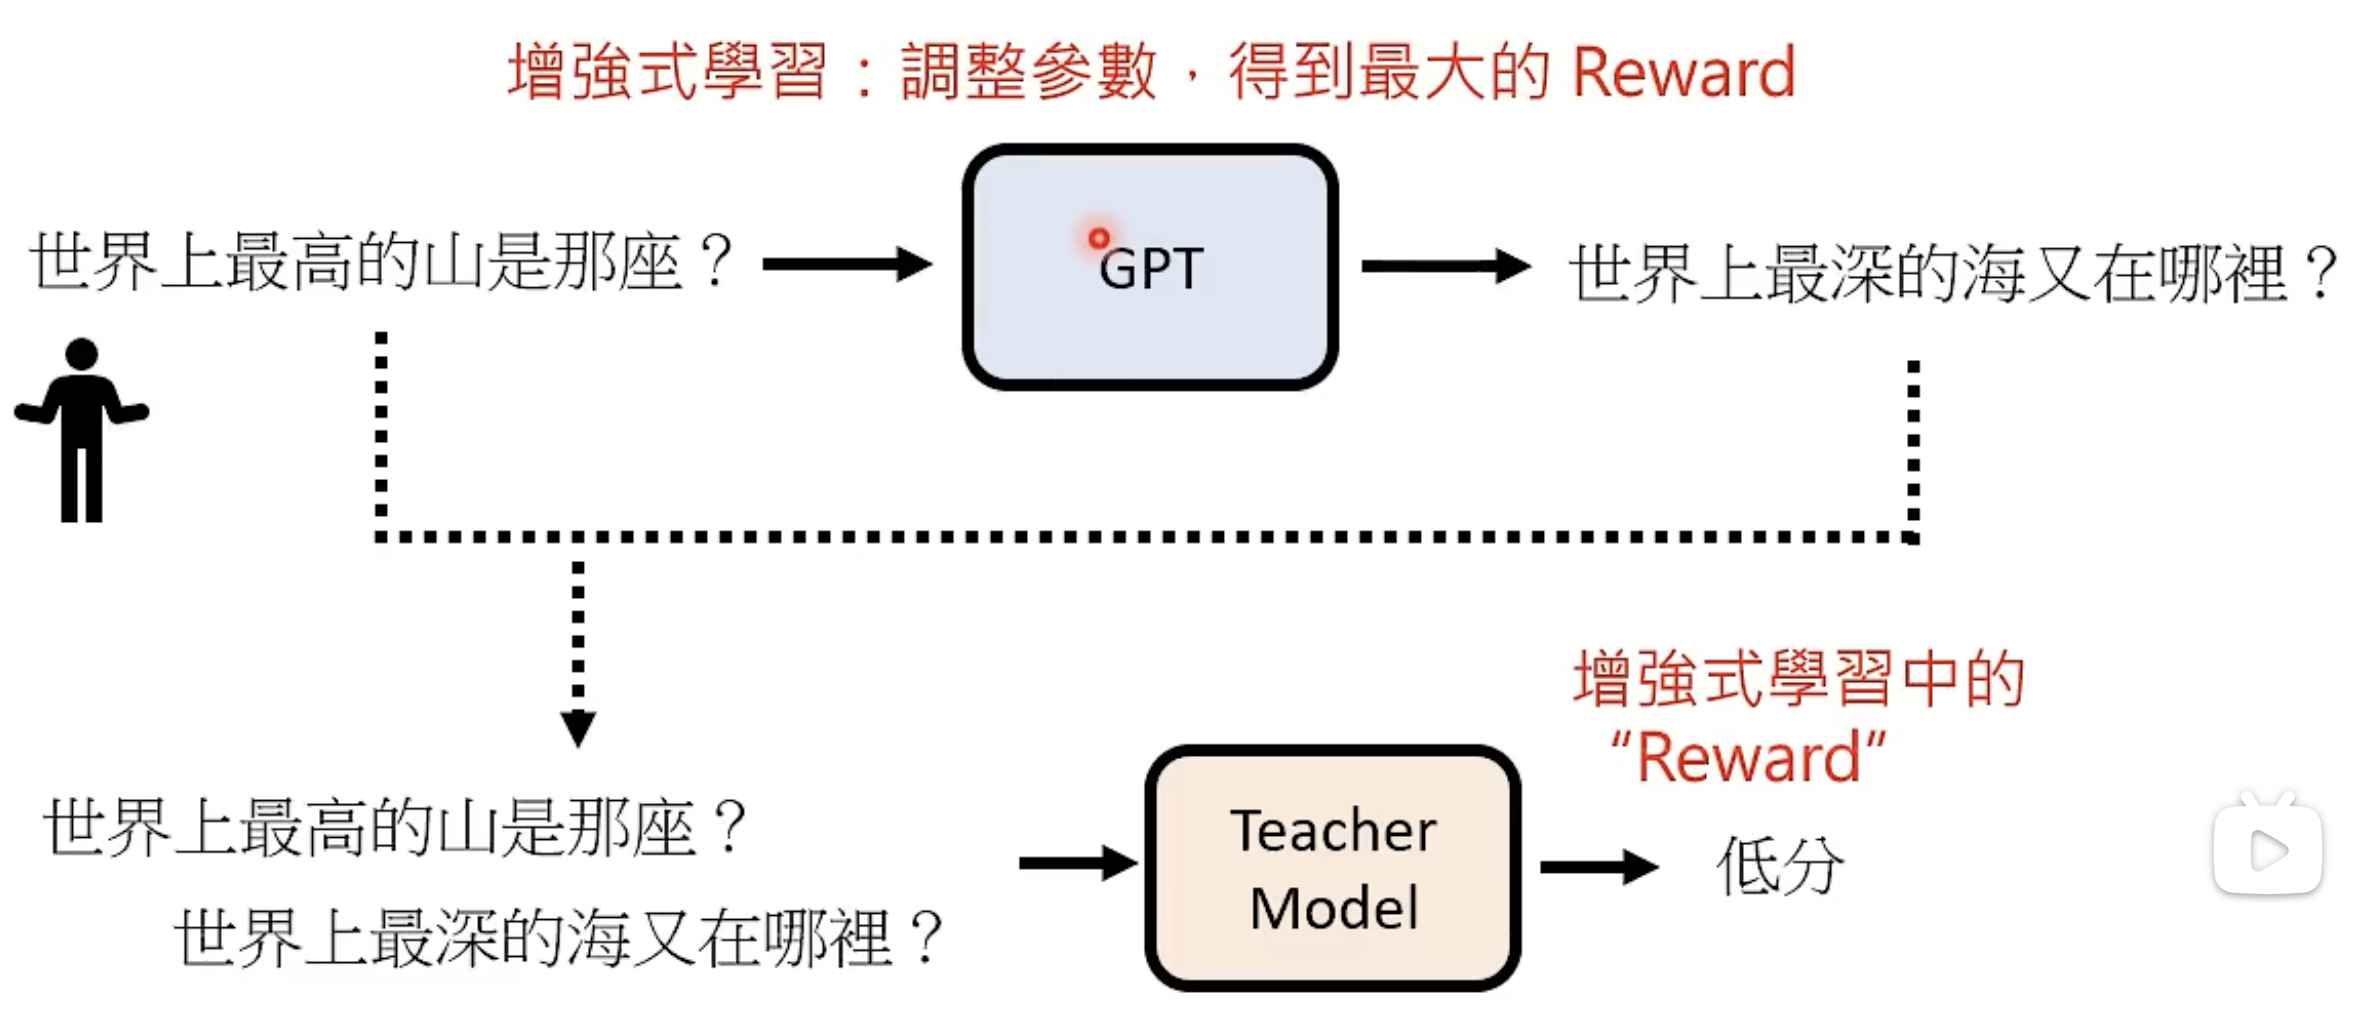 增強式學習：調整參數，得到最大的 Reward
世界上最高的山是那座？
GPT
世界上最深的海又在哪裡？
增強式學習中的
“Reward”
世界上最高的山是那座？
世界上最深的海又在哪裡？
Teacher
Model
低分